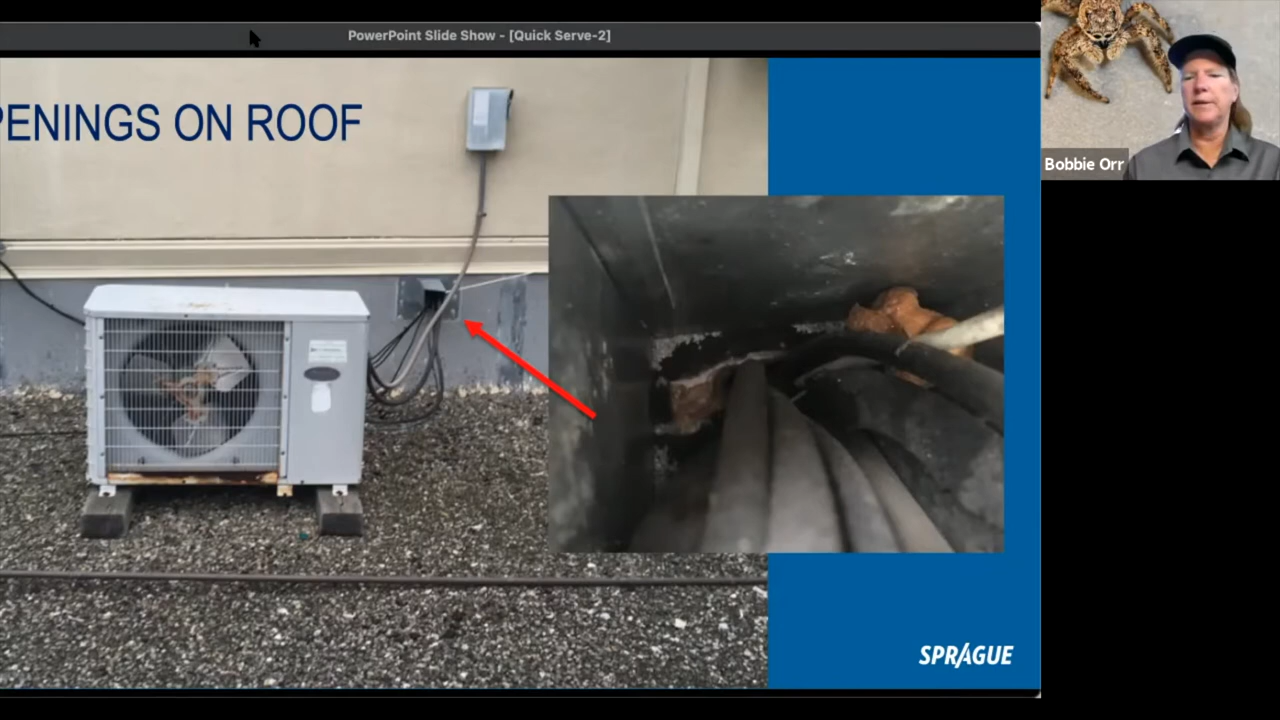 PowerPoint Slide Show - [Quick Serve-2]
PENINGS ON ROOF
Bobbie Orr
SPRAGUE